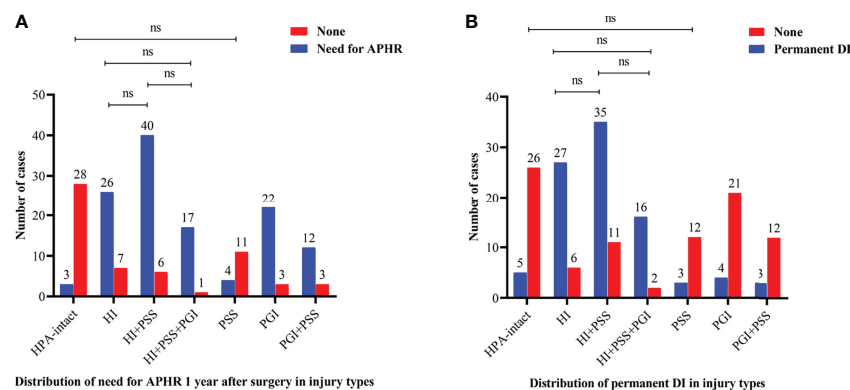 A
ns
None
Need for APHR
ns
ns
ns
Number of cases
50
40
30
20
10
0
3
28
26
7
40
6
17
1
4
11
22
3
12
3
HPA-intact
HI
HI+PSS
HI+PSS+PGI
PSS
PGI
PGI+PSS
Distribution of need for APHR 1 year after surgery in injury types
B
ns
None
Permanent DI
ns
ns
ns
Number of cases
40
30
20
10
0
5
26
27
6
35
11
16
2
3
12
4
21
3
12
HPA-intact
HI
HI+PSS
HI+PSS+PGI
PSS
PGI
PGI+PSS
Distribution of permanent DI in injury types